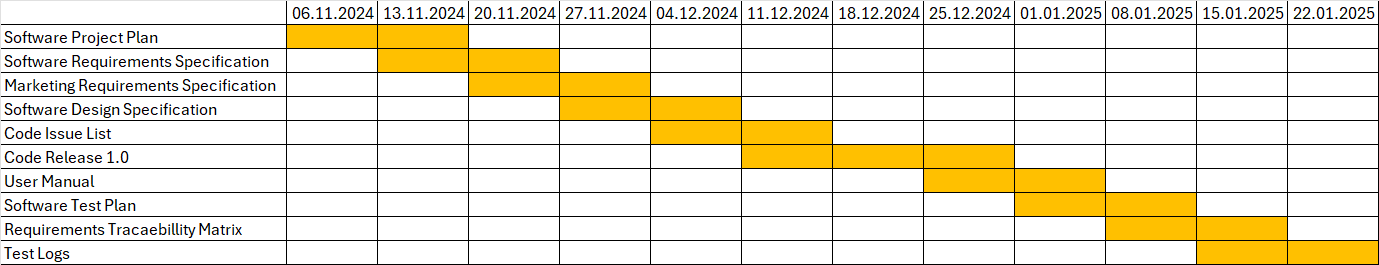 06.11.2024 13.11.2024 20.11.2024 27.11.2024 04.12.2024 11.12.2024 18.12.2024 25.12.2024 01.01.2025 08.01.2025 15.01.2025 22.01.2025
Software Project Plan
Software Requirements Specification
Marketing Requirements Specification
Software Design Specification
Code Issue List
Code Release 1.0
User Manual
Software Test Plan
Requirements Tracaebillity Matrix
Test Logs